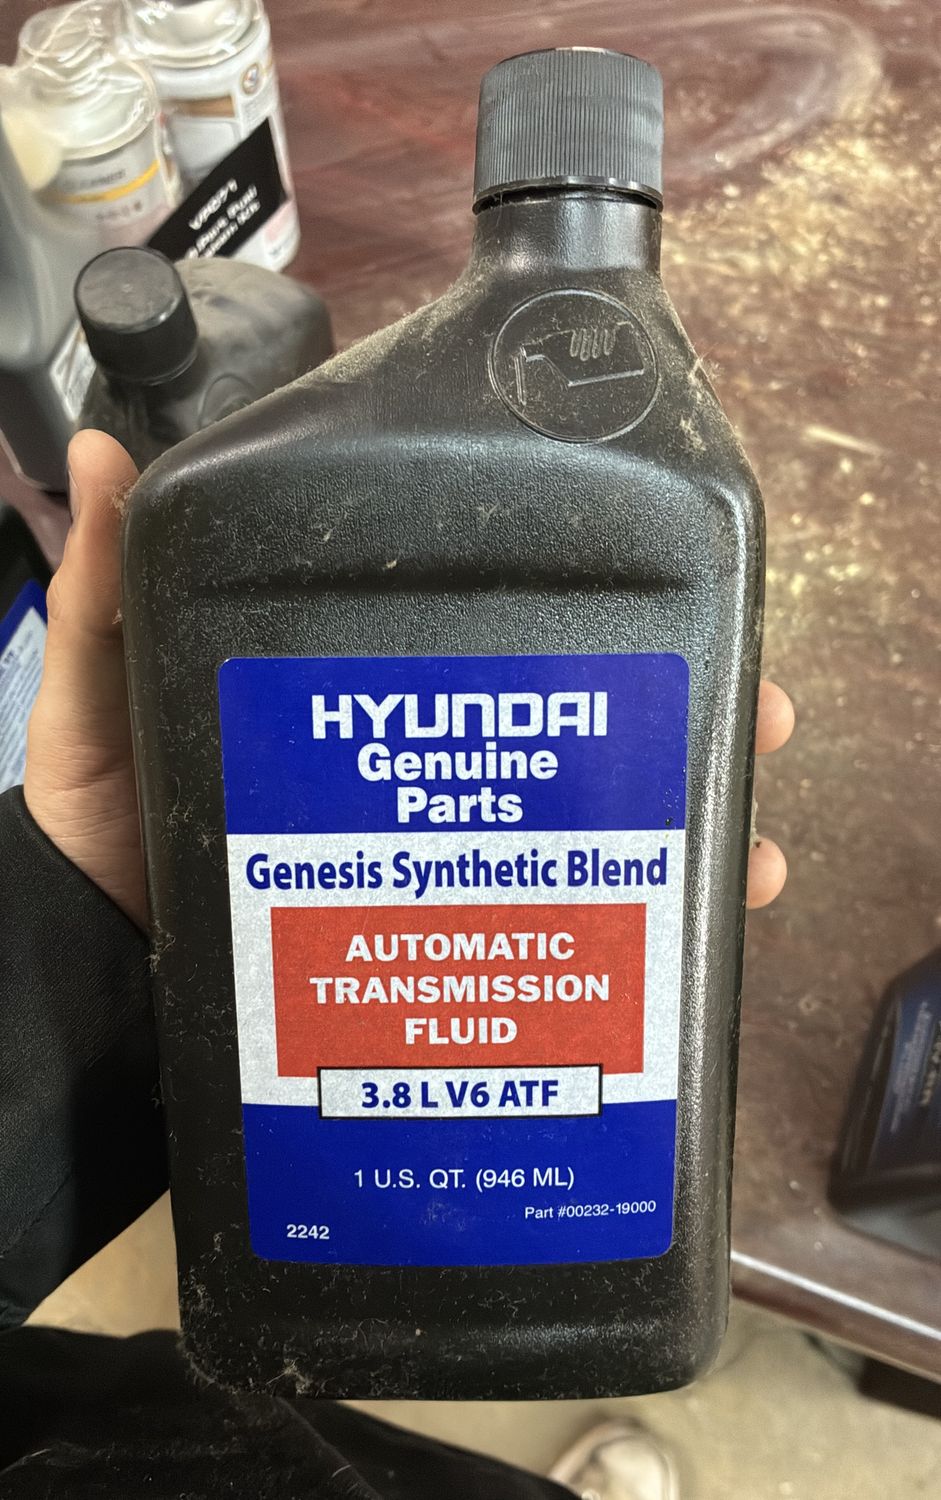 HYUNDAI
Genuine
Parts
Genesis Synthetic Blend
AUTOMATIC
TRANSMISSION
FLUID
3.8 L V6 ATF
1 U.S. QT. (946 ML)
Part #00232-19000
2242